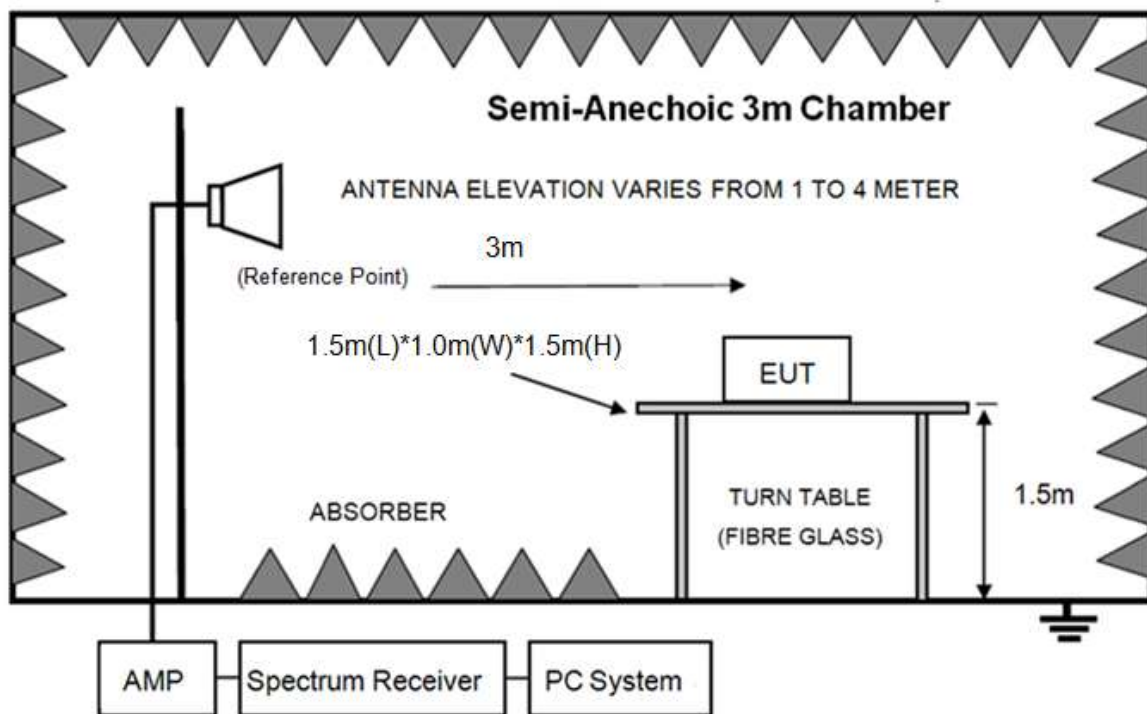 Semi-Anechoic 3m Chamber
ANTENNA ELEVATION VARIES FROM 1 TO 4 METER
3m
(Reference Point)
1.5m(L)*1.0m(W)*1.5m(H)
EUT
ABSORBER
TURN TABLE
(FIBRE GLASS)
1.5m
AMP
Spectrum Receiver
PC System